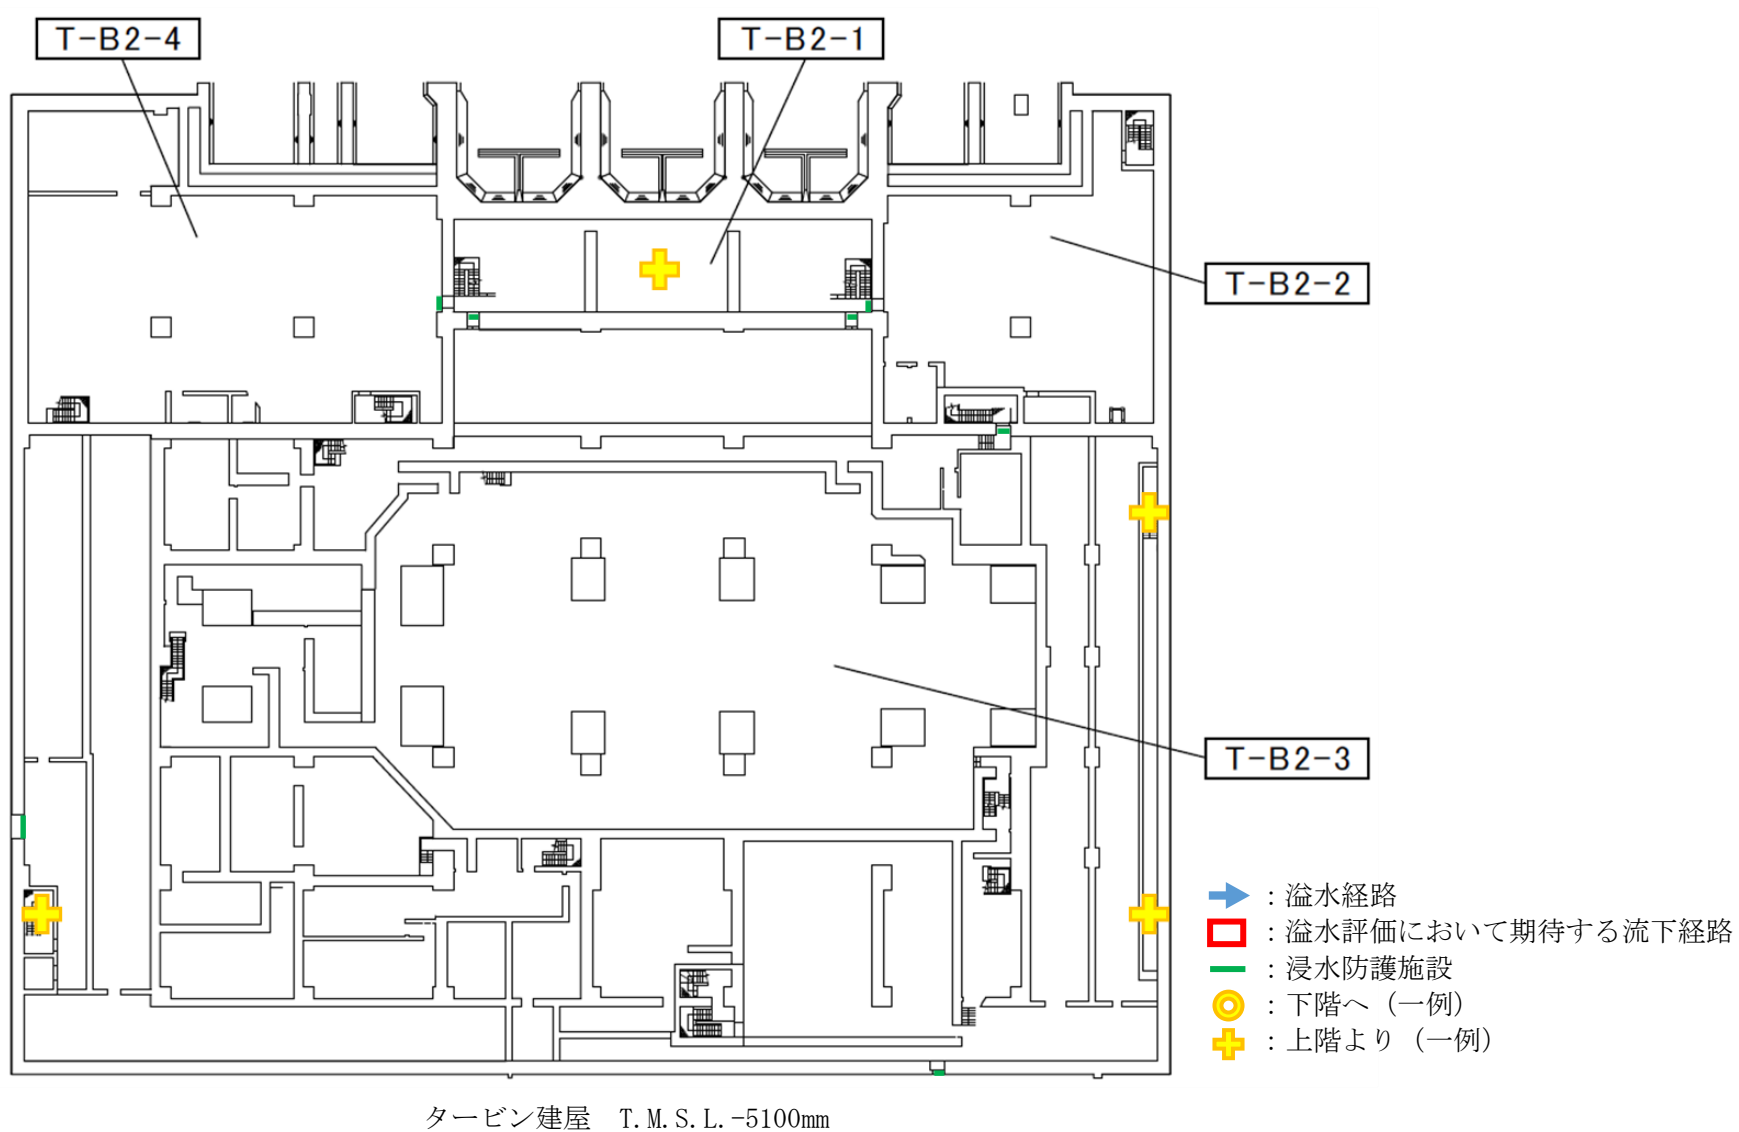 T-B2-4
T-B2-1
T-B2-2
T-B2-3
：溢水経路
：溢水評価において期待する流下経路
：浸水防護施設
：下階へ（一例）
：上階より（一例）
タービン建屋　T.M.S.L.-5100mm